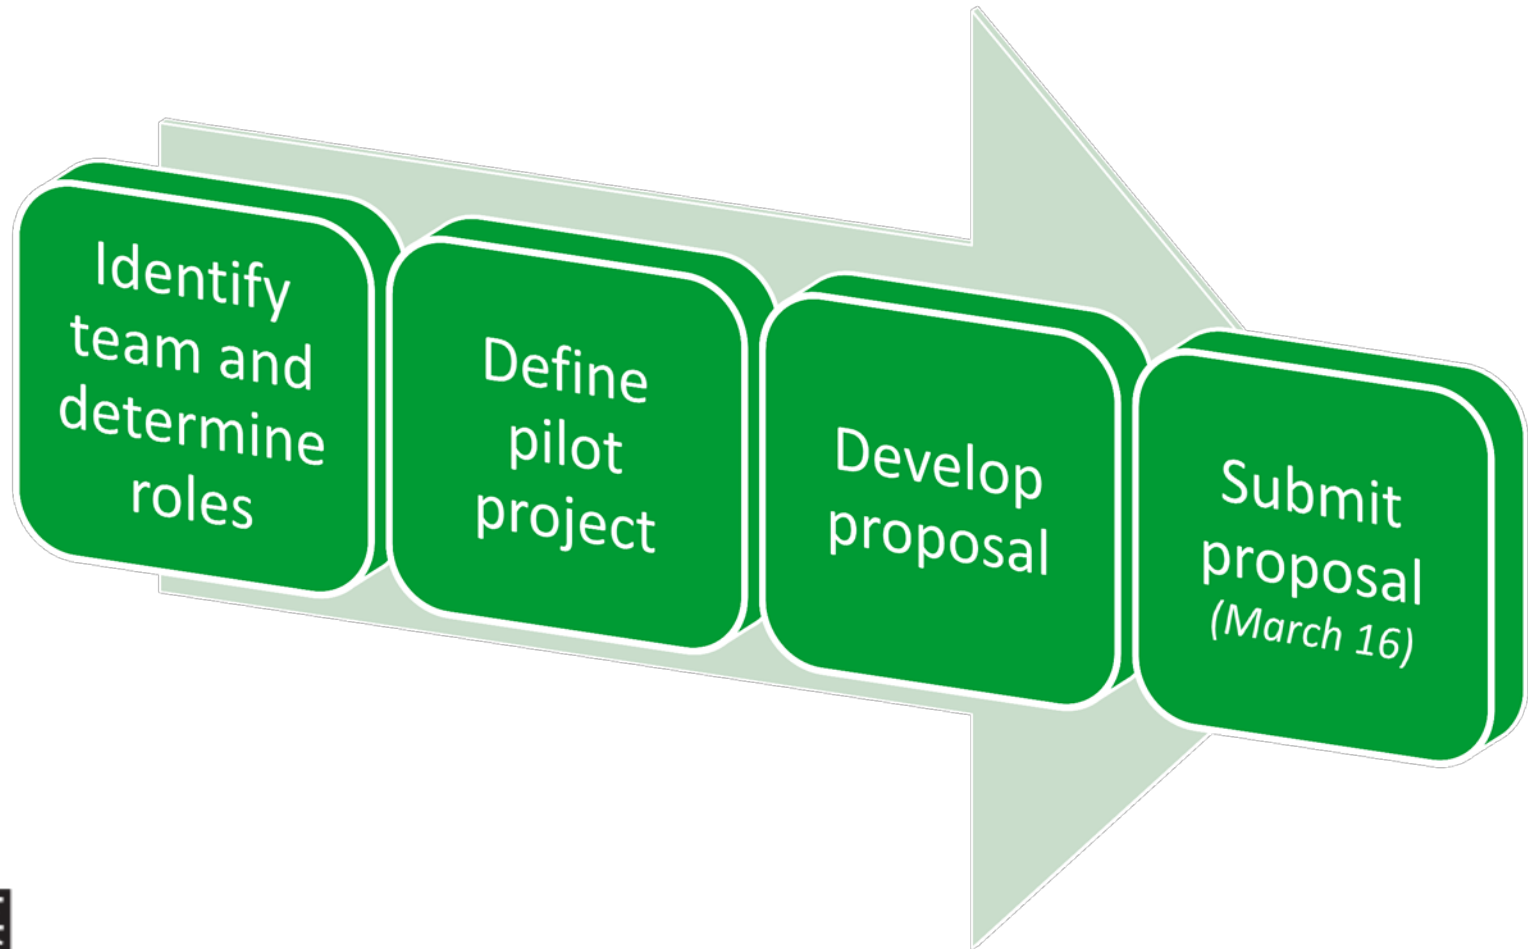 Identify
team and
determine
roles
Define
pilot
project
Develop
proposal
Submit
proposal
(March 16)